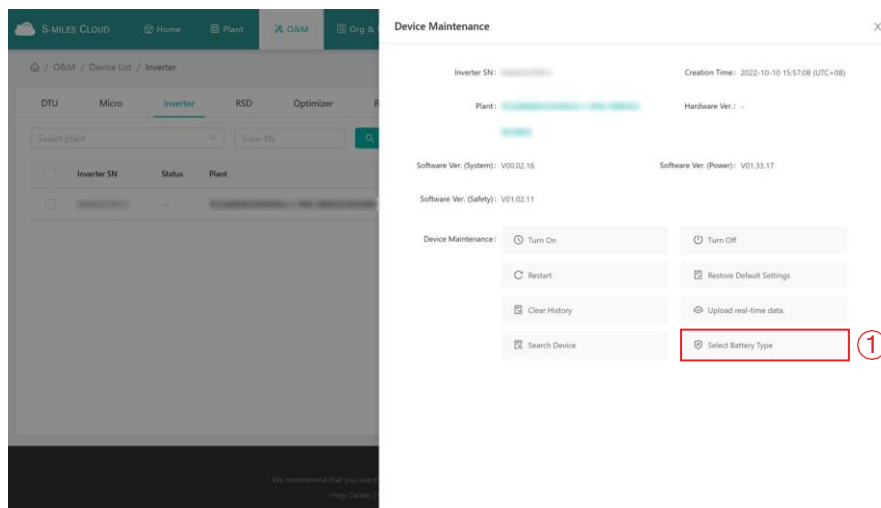 S-MILES CLOUD
Home
Plant
O&M
Org &
/ O&M / Device List / Inverter
DTU
Micro
Inverter
RSD
Optimizer
R
Select plant
Enter SN
Inverter SN
Status
Plant
--
We recommend that you use th
Help Center |
Device Maintenance
Inverter SN:
Creation Time: 2022-10-10 15:57:08 (UTC+08)
Plant:
Hardware Ver.: -
Software Ver. (System): V00.02.16
Software Ver. (Power): V01.33.17
Software Ver. (Safety): V01.02.11
Device Maintenance:
Turn On
Turn Off
Restart
Restore Default Settings
Clear History
Upload real-time data.
Search Device
Select Battery Type
1